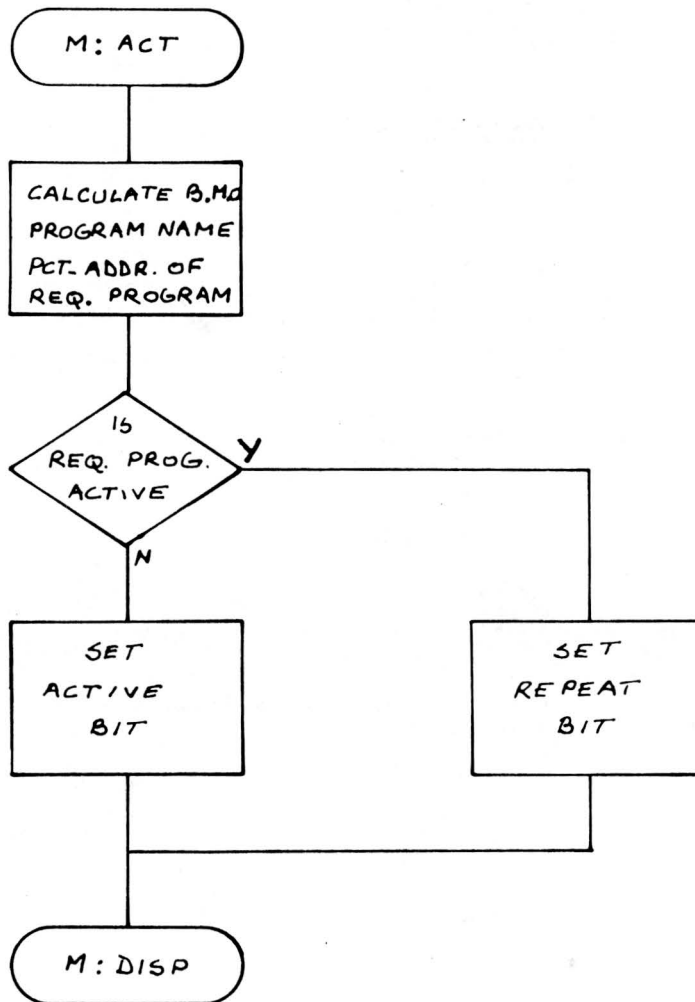 M: ACT
CALCULATE B.M.
PROGRAM NAME
PCT-ADDR. OF
REQ. PROGRAM
IS
REQ. PROG.
ACTIVE
Y
N
SET
ACTIVE
BIT
SET
REPEAT
BIT
M: DISP